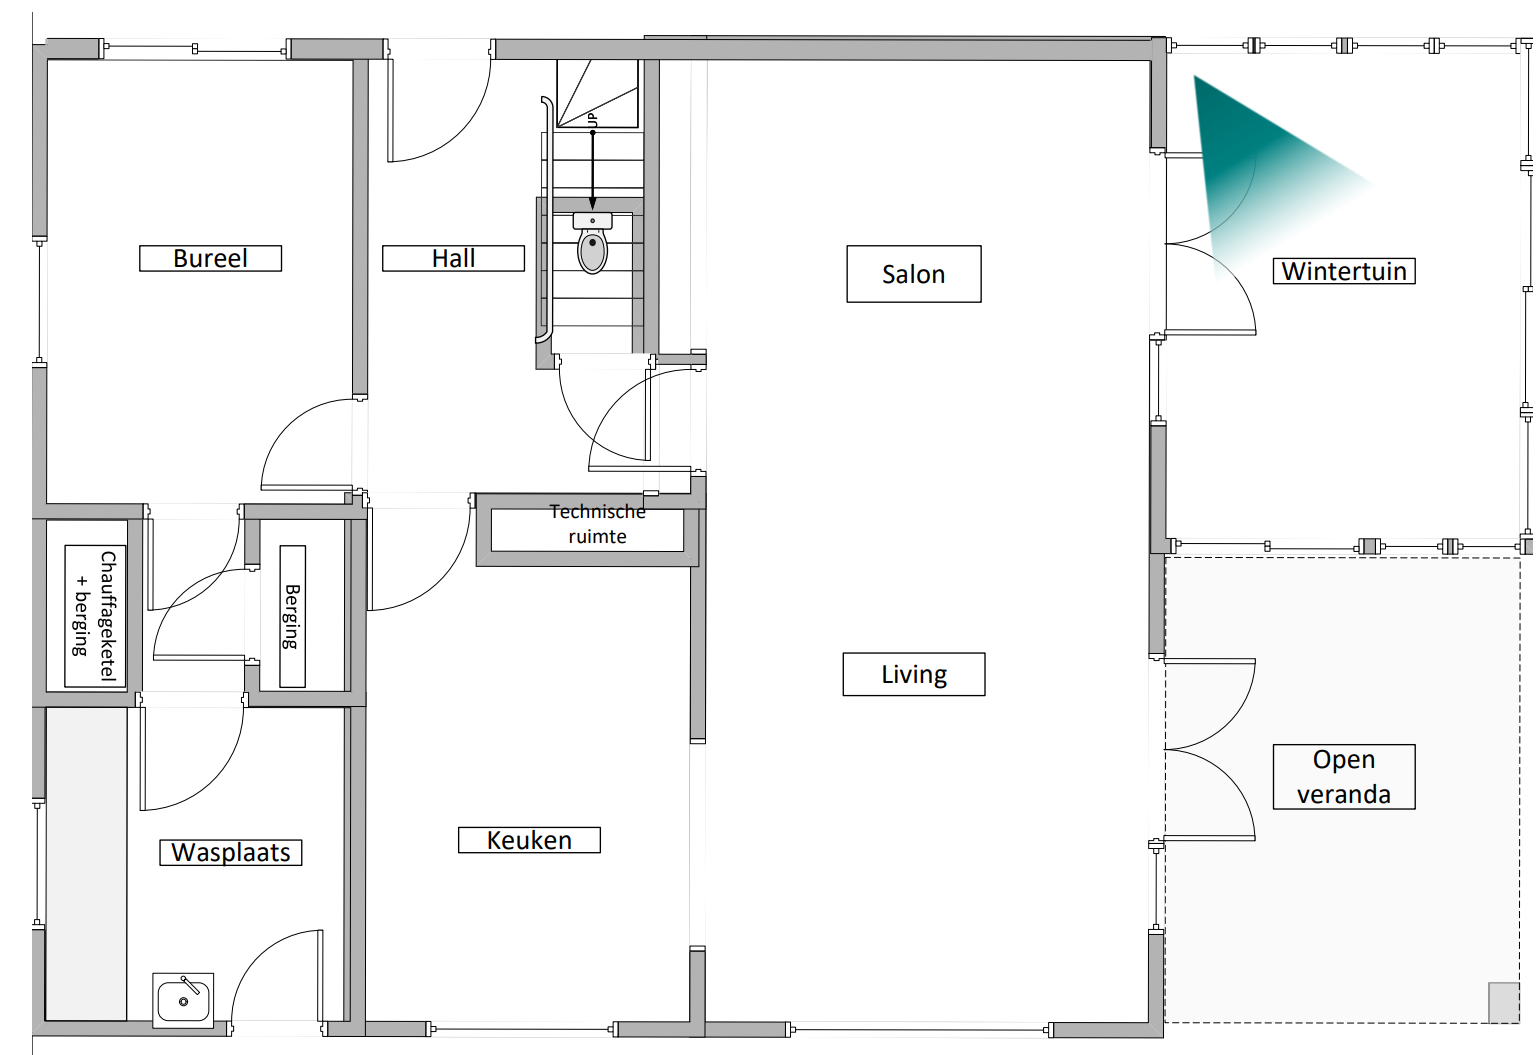 UP
Bureel
Hall
Salon
Wintertuin
Technische
ruimte
Chauffageketel
+ berging
Berging
Living
Open
veranda
Keuken
Wasplaats